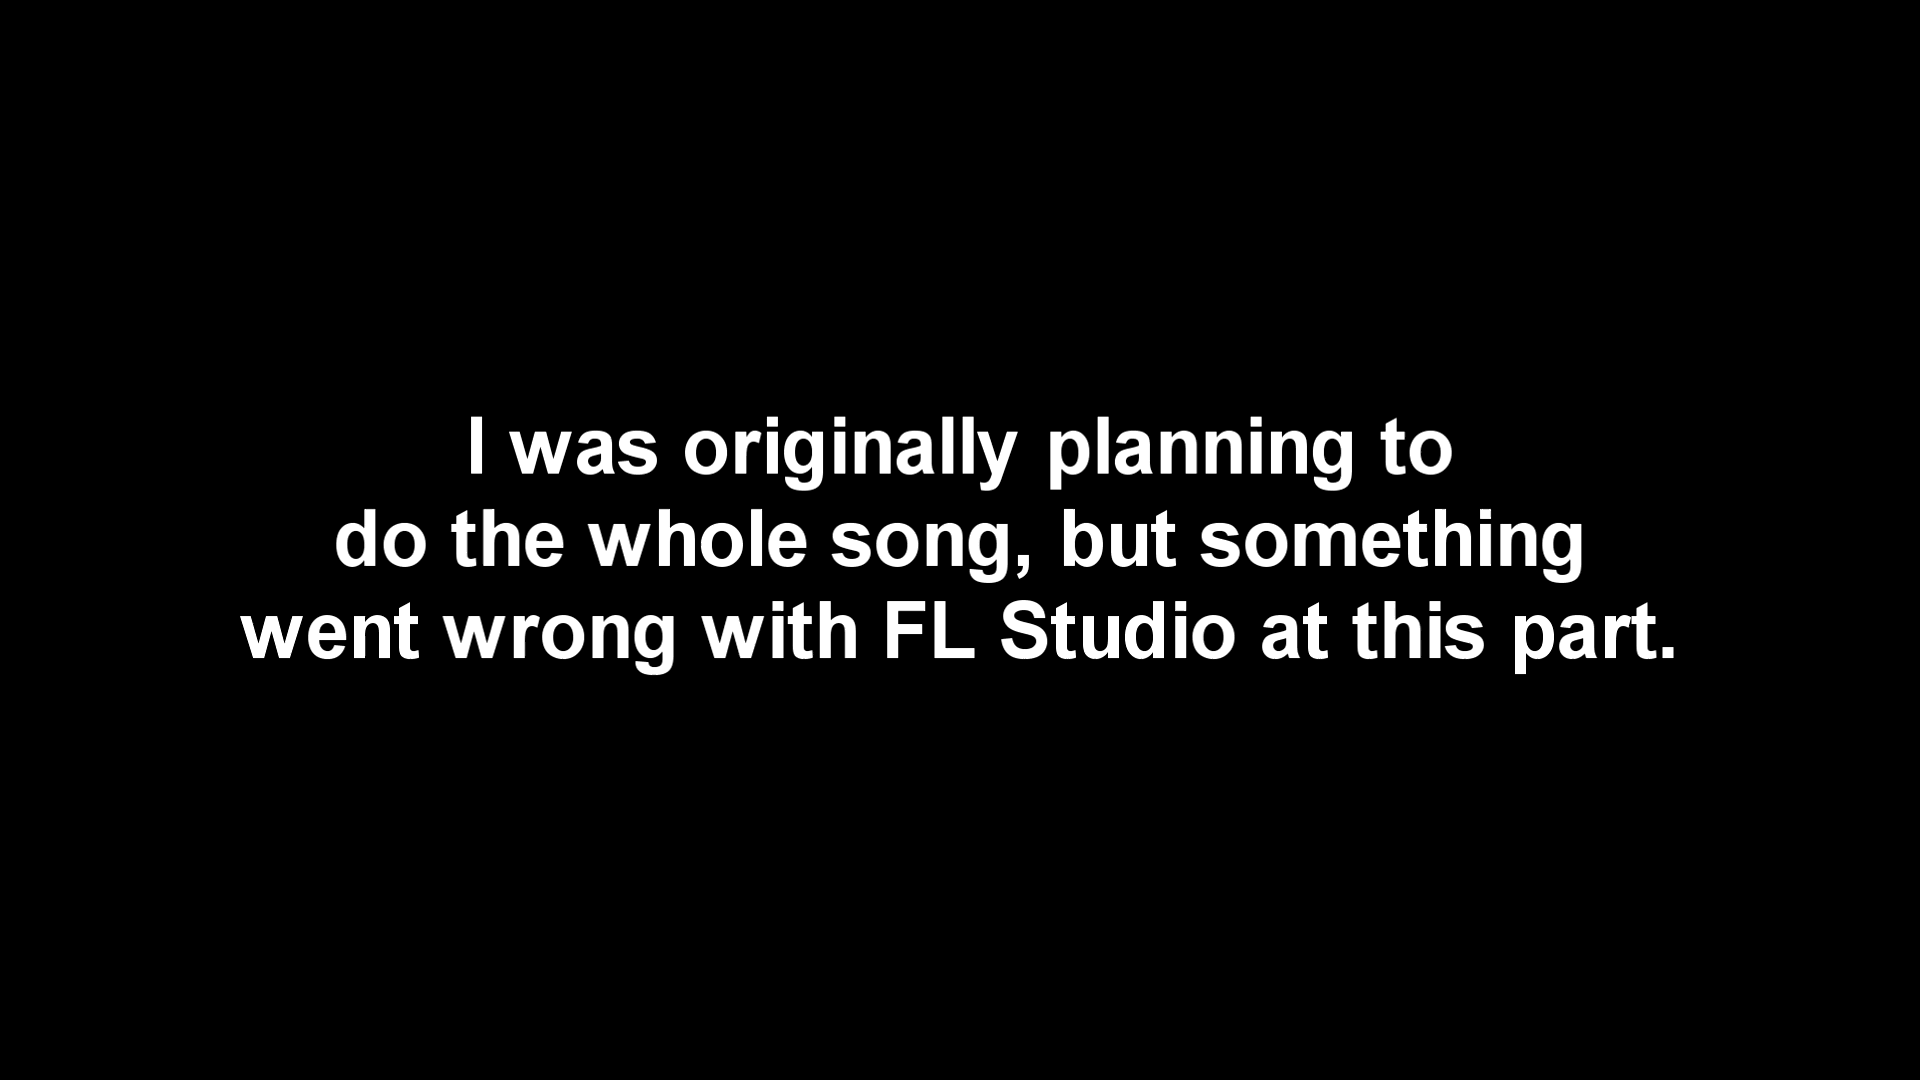 I was originally planning to
do the whole song, but something
went wrong with FL Studio at this part.